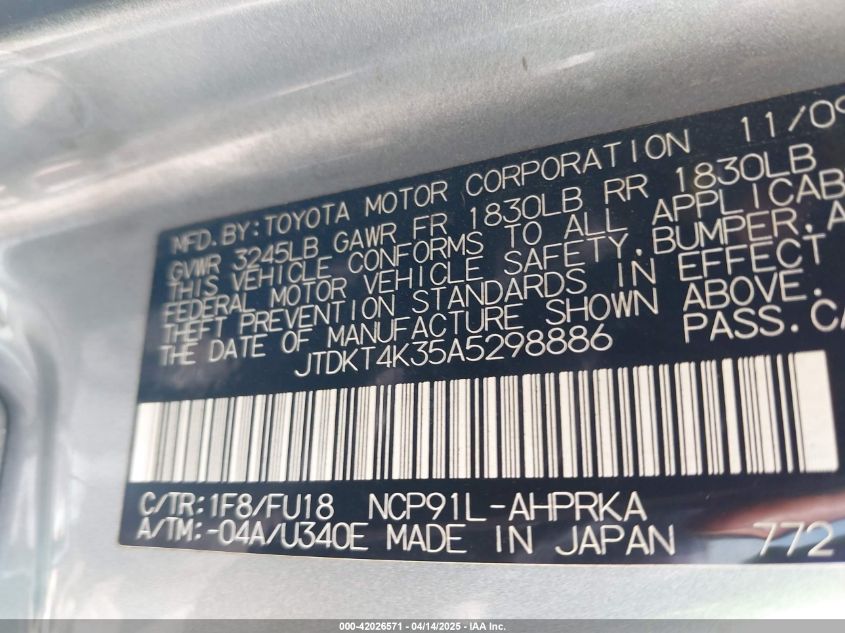 MFD. BY: TOYOTA MOTOR CORPORATION 11/09
GVWR 3245LB GAWR FR 1830LB RR 1830LB
THIS VEHICLE CONFORMS TO ALL APPLICAB
FEDERAL MOTOR VEHICLE SAFETY, BUMPER, A
THEFT PREVENTION STANDARDS IN EFFECT
THE DATE OF MANUFACTURE SHOWN ABOVE.
JTDKT4K35A5298886 PASS. CA
C/TR: 1F8/FU18 NCP91L-AHPRKA
A/TM: -04A/U340E MADE IN JAPAN 772
000-42026571 | 04/14/2025 - IAA, Inc.